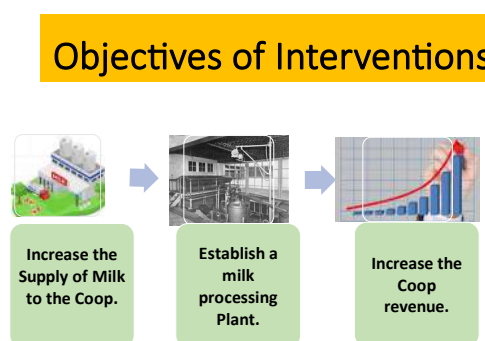 Objectives of Interventions
Increase the
Supply of Milk
to the Coop.
Establish a
milk
processing
Plant.
Increase the
Coop
revenue.